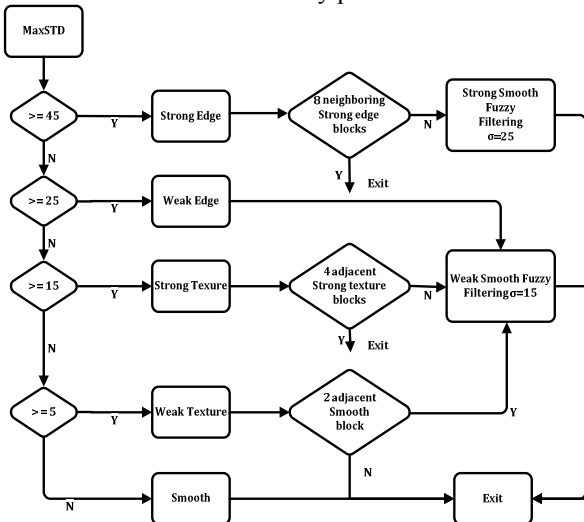 MaxSTD
>= 45
Y
Strong Edge
8 neighboring
Strong edge
blocks
N
Strong Smooth
Fuzzy
Filtering
σ=25
N
Y
Exit
>= 25
Y
Weak Edge
N
>= 15
Y
Strong Texure
4 adjacent
Strong texture
blocks
N
Weak Smooth Fuzzy
Filtering σ=15
Y
Exit
N
>= 5
Y
Weak Texture
2 adjacent
Smooth
block
Y
N
N
Smooth
Exit